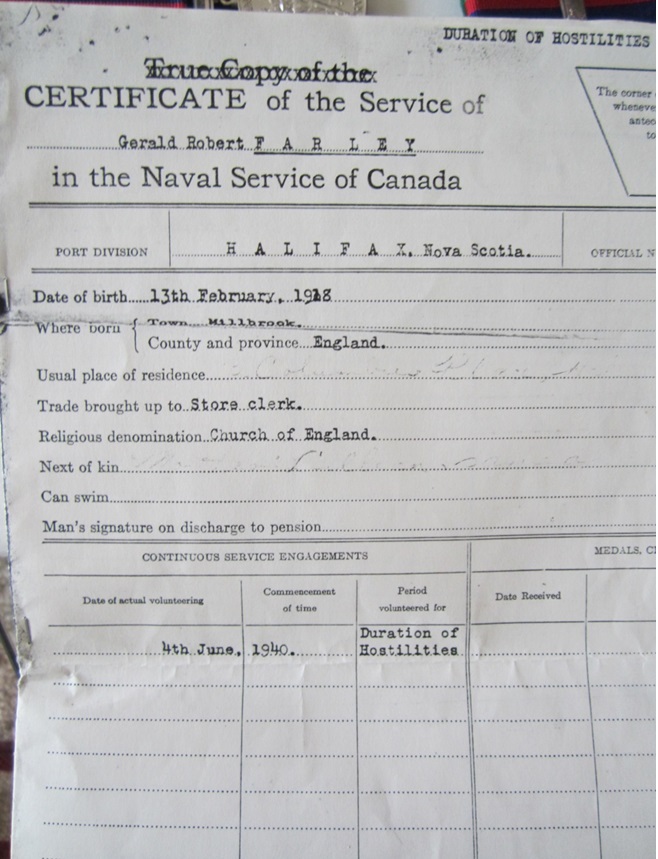 DURATION OF HOSTILITIES
True Copy of the
CERTIFICATE of the Service of
Gerald Robert F A R L E Y
in the Naval Service of Canada
The corner
wheneve
antec
to
PORT DIVISION
H A L I F A X, Nova Scotia.
OFFICIAL N
Date of birth 13th February, 1918
Where born { Town Millbrook.
County and province England.
Usual place of residence
Trade brought up to Store clerk.
Religious denomination Church of England.
Next of kin
Can swim
Man's signature on discharge to pension
CONTINUOUS SERVICE ENGAGEMENTS
MEDALS, C
Date of actual volunteering
Commencement of time
Period volunteered for
Date Received
4th June, 1940.
Duration of Hostilities